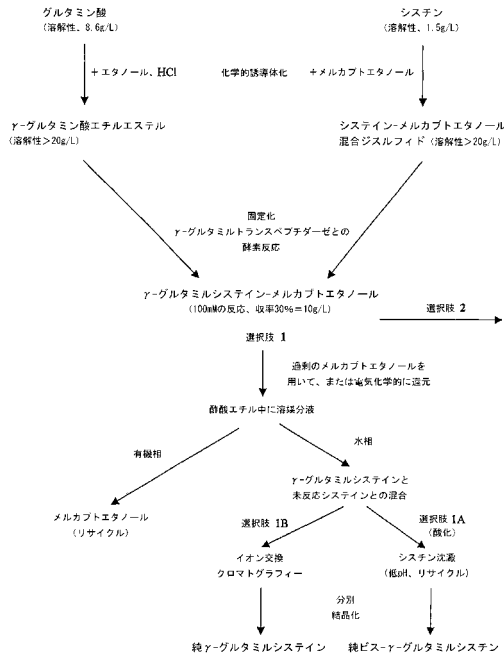 グルタミン酸
(溶解性、8.6g/L)
シスチン
(溶解性、1.5g/L)
+エタノール、HCl
化学的誘導体化
+メルカプトエタノール
γ-グルタミン酸エチルエステル
(溶解性>20g/L)
システイン-メルカプトエタノール
混合ジスルフィド (溶解性>20g/L)
固定化
γ-グルタミルトランスペプチダーゼとの
酵素反応
γ-グルタミルシステイン-メルカプトエタノール
(100mMの反応、収率30%=10g/L)
選択肢 2
選択肢 1
過剰のメルカプトエタノールを
用いて、または電気化学的に還元
酢酸エチル中に溶媒分液
有機相
水相
γ-グルタミルシステインと
未反応システインとの混合
メルカプトエタノール
(リサイクル)
選択肢 1B
選択肢 1A
(酸化)
イオン交換
クロマトグラフィー
シスチン沈澱
(低pH、リサイクル)
分別
結晶化
純γ-グルタミルシステイン
純ビス-γ-グルタミルシスチン